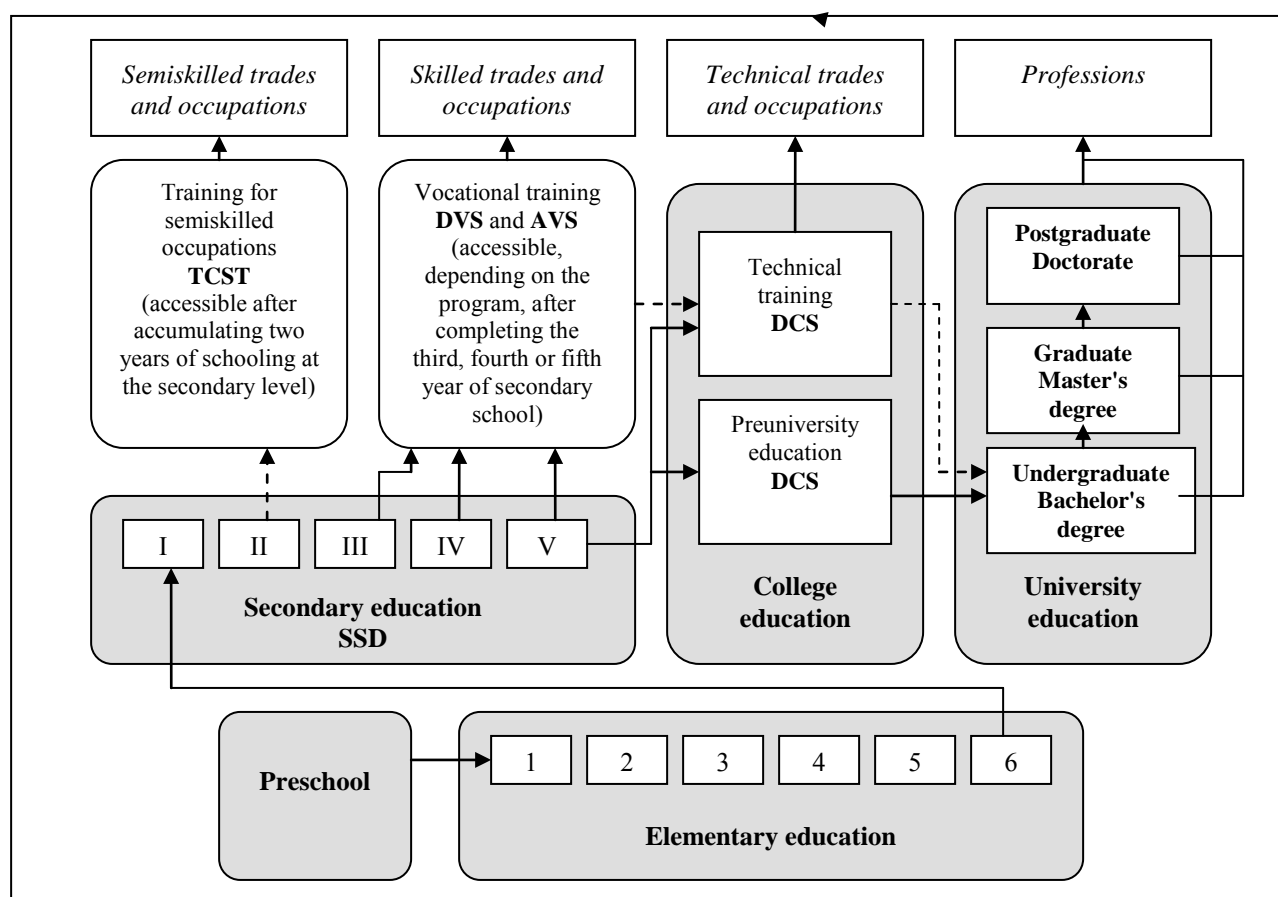 Semiskilled trades
and occupations
Skilled trades and
occupations
Technical trades
and occupations
Professions
Training for
semiskilled
occupations
TCST
(accessible after
accumulating two
years of schooling at
the secondary level)
Vocational training
DVS and AVS
(accessible,
depending on the
program, after
completing the
third, fourth or fifth
year of secondary
school)
Technical
training
DCS
Preuniversity
education
DCS
College
education
Postgraduate
Doctorate
Graduate
Master's
degree
Undergraduate
Bachelor's
degree
University
education
I
II
III
IV
V
Secondary education
SSD
Preschool
1
2
3
4
5
6
Elementary education